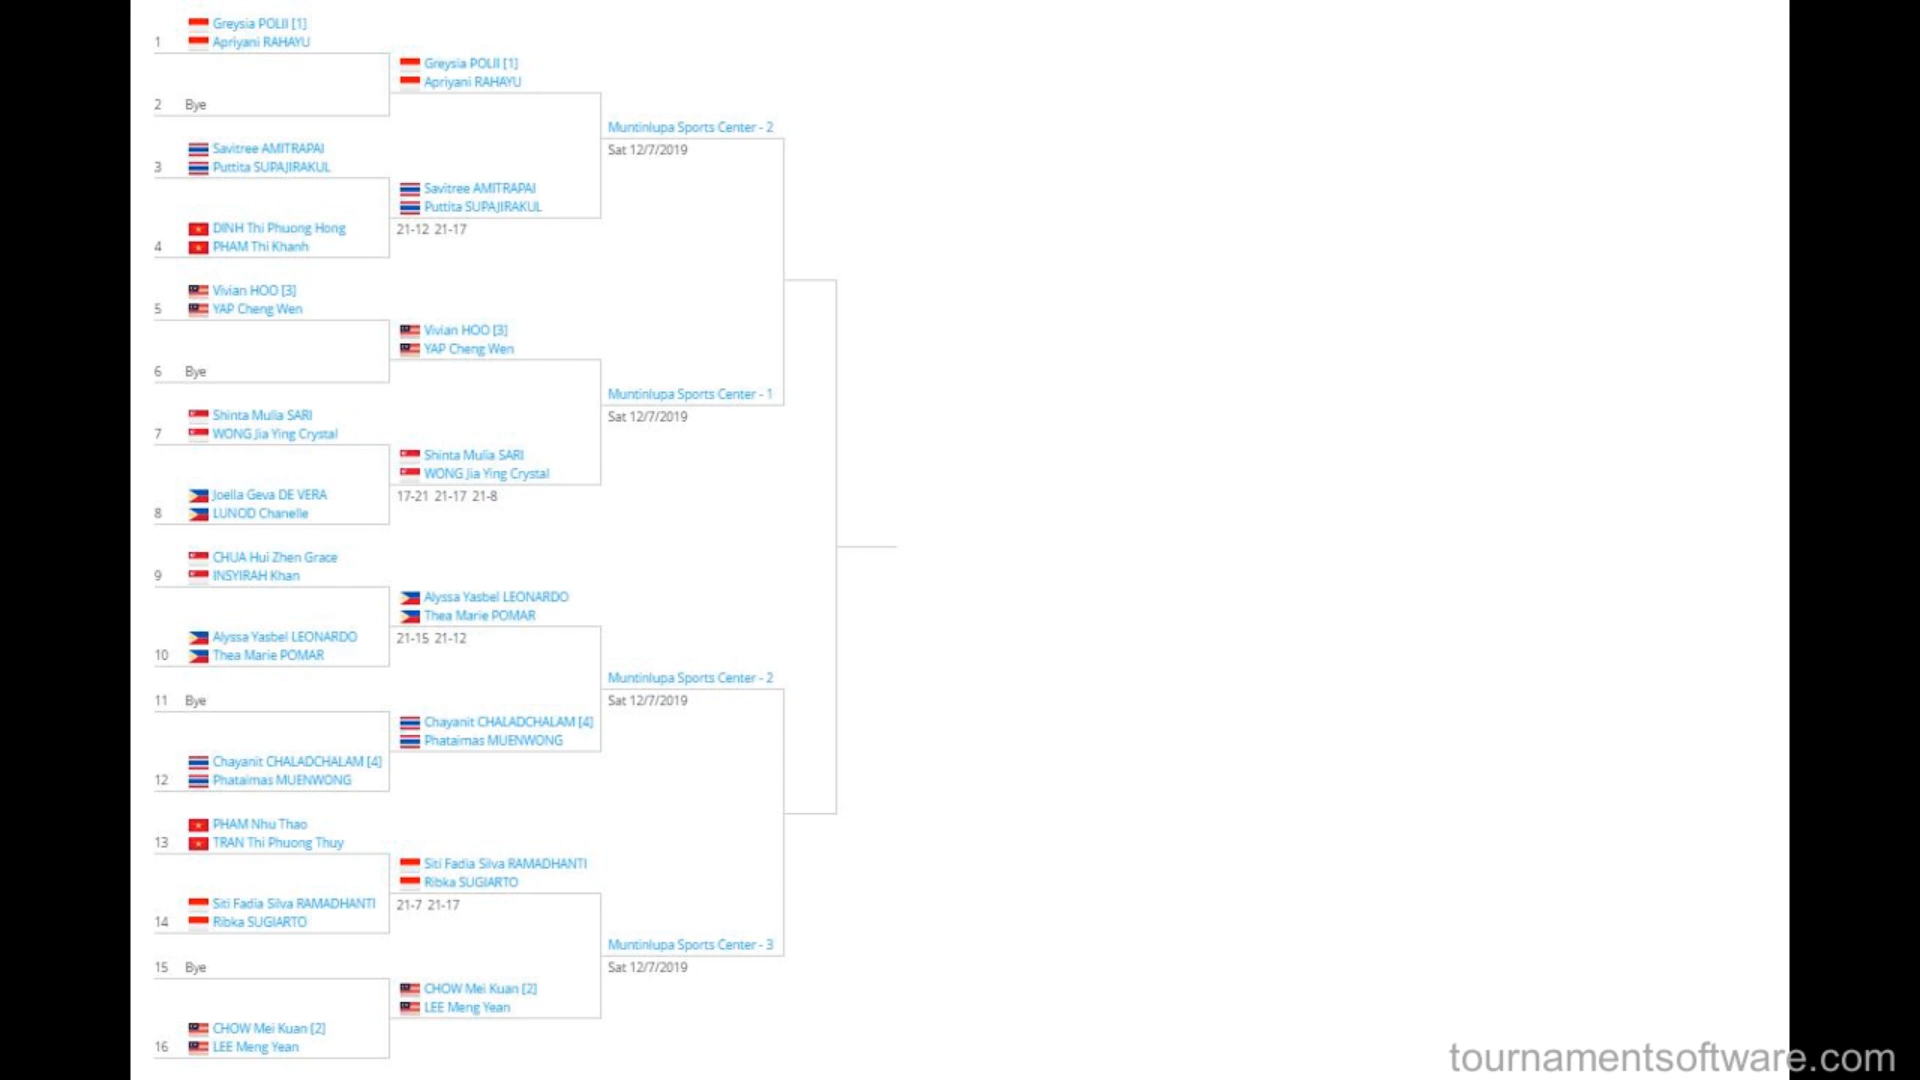 Greysia POLII [1]
1 Apriyani RAHAYU
Greysia POLII [1]
Apriyani RAHAYU
2 Bye
Muntinlupa Sports Center - 2
Sat 12/7/2019
Savitree AMITRAPAI
3 Puttita SUPAJIRAKUL
Savitree AMITRAPAI
Puttita SUPAJIRAKUL
21-12 21-17
DINH Thi Phuong Hong
4 PHAM Thi Khanh
Vivian HOO [3]
5 YAP Cheng Wen
Vivian HOO [3]
YAP Cheng Wen
6 Bye
Muntinlupa Sports Center - 1
Sat 12/7/2019
Shinta Mulia SARI
7 WONG Jia Ying Crystal
Shinta Mulia SARI
WONG Jia Ying Crystal
17-21 21-17 21-8
Joella Geva DE VERA
8 LUNOD Chanelle
CHUA Hui Zhen Grace
9 INSYIRAH Khan
Alyssa Yasbel LEONARDO
Thea Marie POMAR
21-15 21-12
Alyssa Yasbel LEONARDO
10 Thea Marie POMAR
Muntinlupa Sports Center - 2
Sat 12/7/2019
11 Bye
Chayanit CHALADCHALAM [4]
Phataimas MUENWONG
Chayanit CHALADCHALAM [4]
12 Phataimas MUENWONG
PHAM Nhu Thao
13 TRAN Thi Phuong Thuy
Siti Fadia Silva RAMADHANTI
Ribka SUGIARTO
21-7 21-17
Siti Fadia Silva RAMADHANTI
14 Ribka SUGIARTO
Muntinlupa Sports Center - 3
Sat 12/7/2019
15 Bye
CHOW Mei Kuan [2]
LEE Meng Yean
CHOW Mei Kuan [2]
16 LEE Meng Yean
tournamentsoftware.com